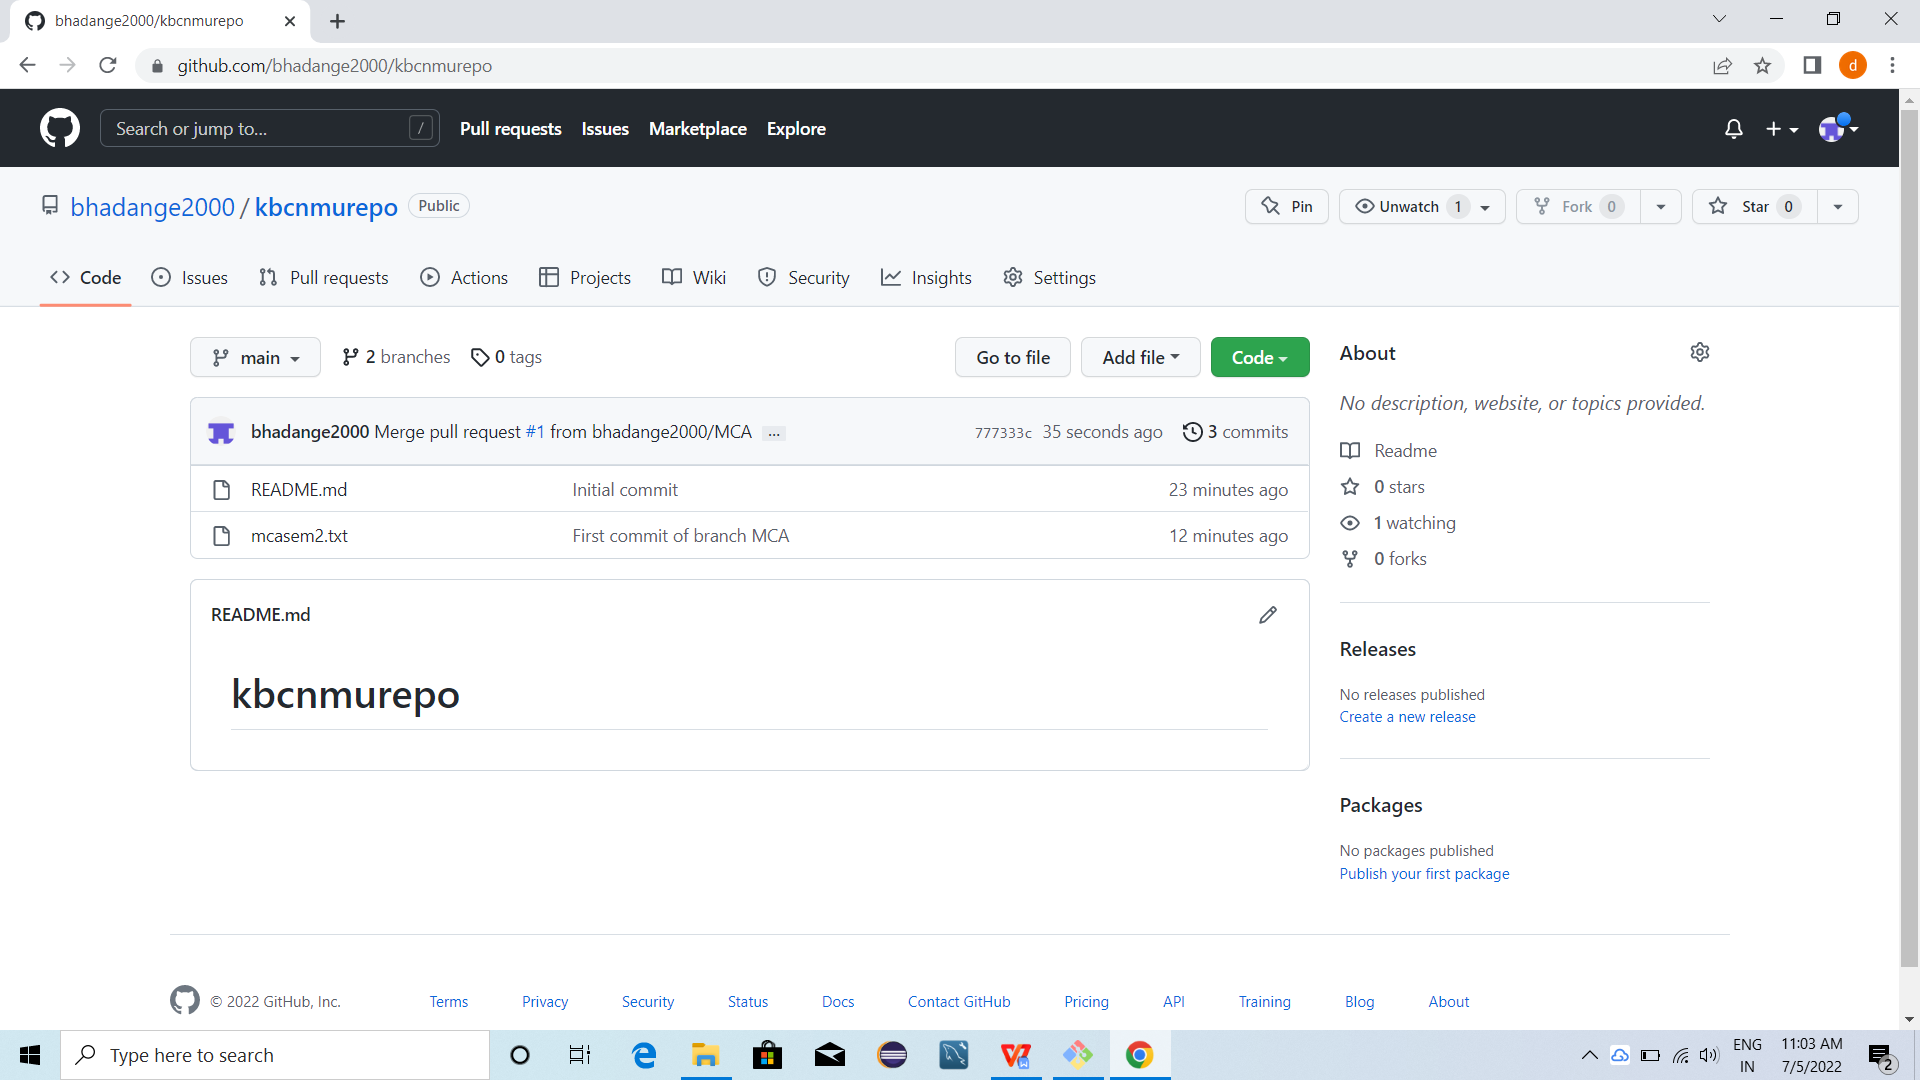 bhadange2000/kbcnmurepo
github.com/bhadange2000/kbcnmurepo
d
Search or jump to...
/
Pull requests Issues Marketplace Explore
bhadange2000 / kbcnmurepo Public
Pin Unwatch 1 Fork 0 Star 0
Code Issues Pull requests Actions Projects Wiki Security Insights Settings
main 2 branches 0 tags Go to file Add file Code
bhadange2000 Merge pull request #1 from bhadange2000/MCA ... 777333c 35 seconds ago 3 commits
README.md Initial commit 23 minutes ago
mcasem2.txt First commit of branch MCA 12 minutes ago
README.md
kbcnmurepo
About
No description, website, or topics provided.
Readme
0 stars
1 watching
0 forks
Releases
No releases published
Create a new release
Packages
No packages published
Publish your first package
© 2022 GitHub, Inc. Terms Privacy Security Status Docs Contact GitHub Pricing API Training Blog About
Type here to search
ENG
IN
11:03 AM
7/5/2022
2